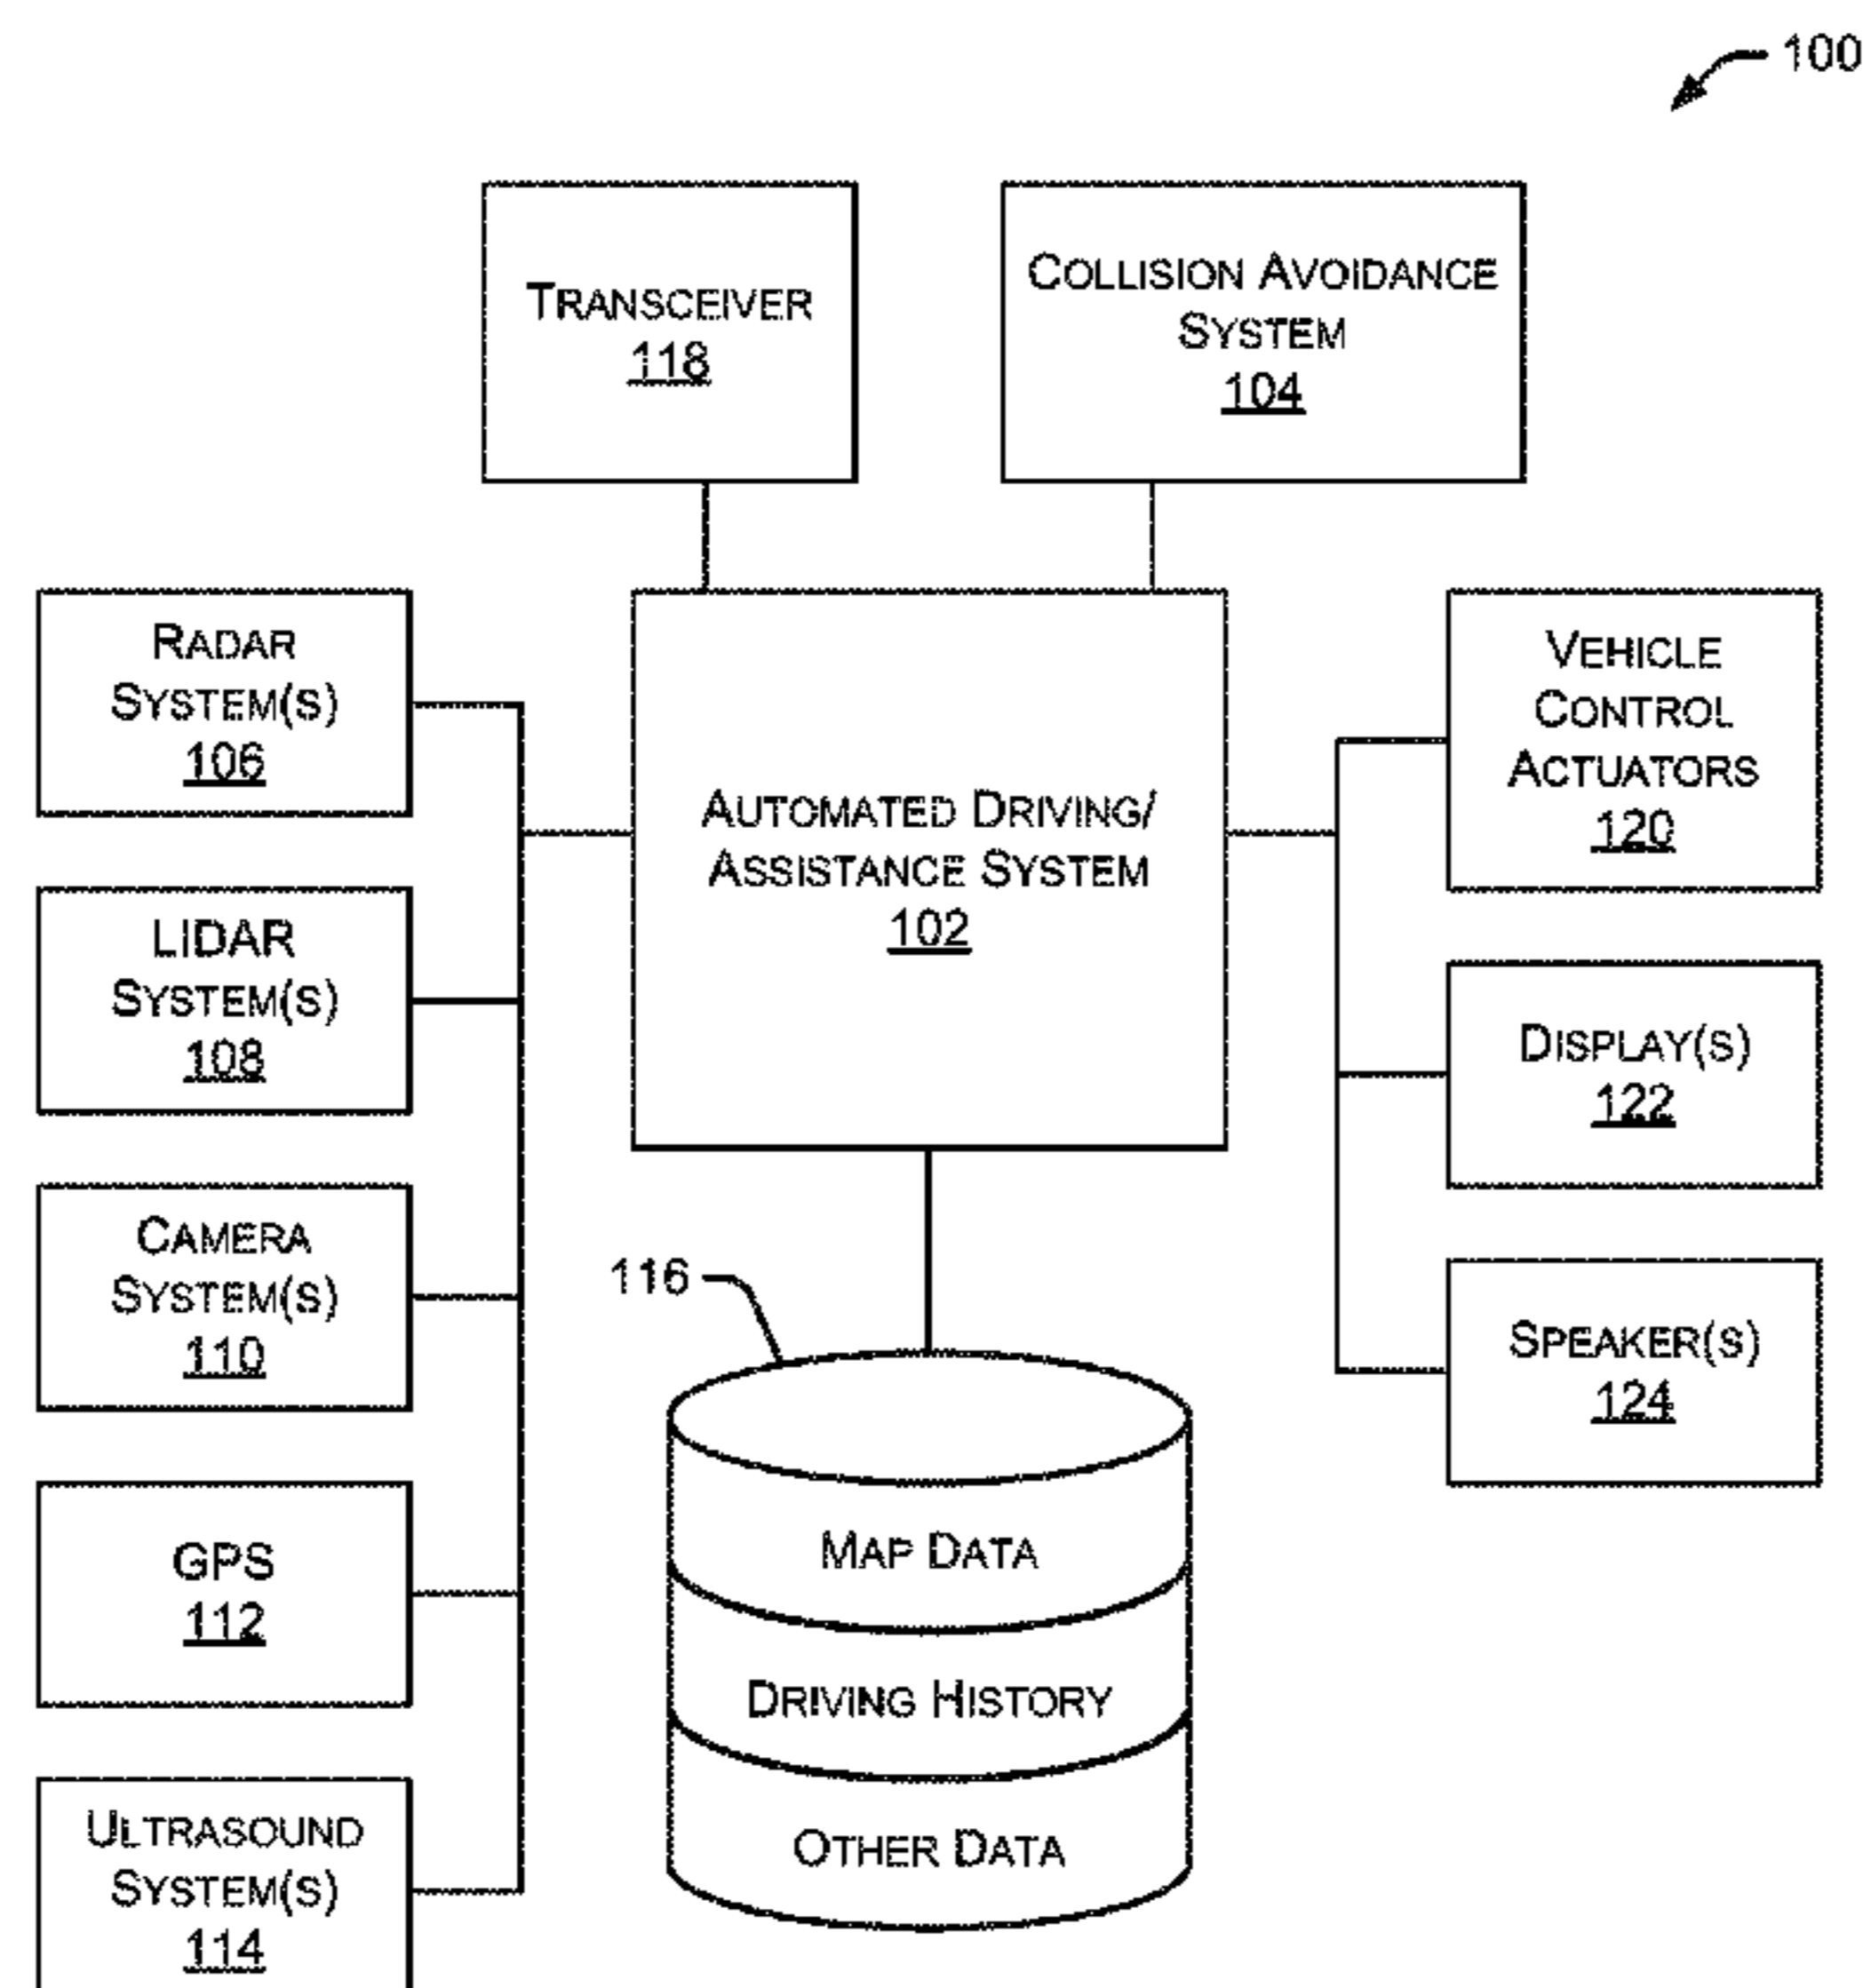 100
TRANSCEIVER
118
COLLISION AVOIDANCE
SYSTEM
104
RADAR
SYSTEM(S)
106
LIDAR
SYSTEM(S)
108
CAMERA
SYSTEM(S)
110
GPS
112
ULTRASOUND
SYSTEM(S)
114
AUTOMATED DRIVING/
ASSISTANCE SYSTEM
102
116
MAP DATA
DRIVING HISTORY
OTHER DATA
VEHICLE
CONTROL
ACTUATORS
120
DISPLAY(S)
122
SPEAKER(S)
124